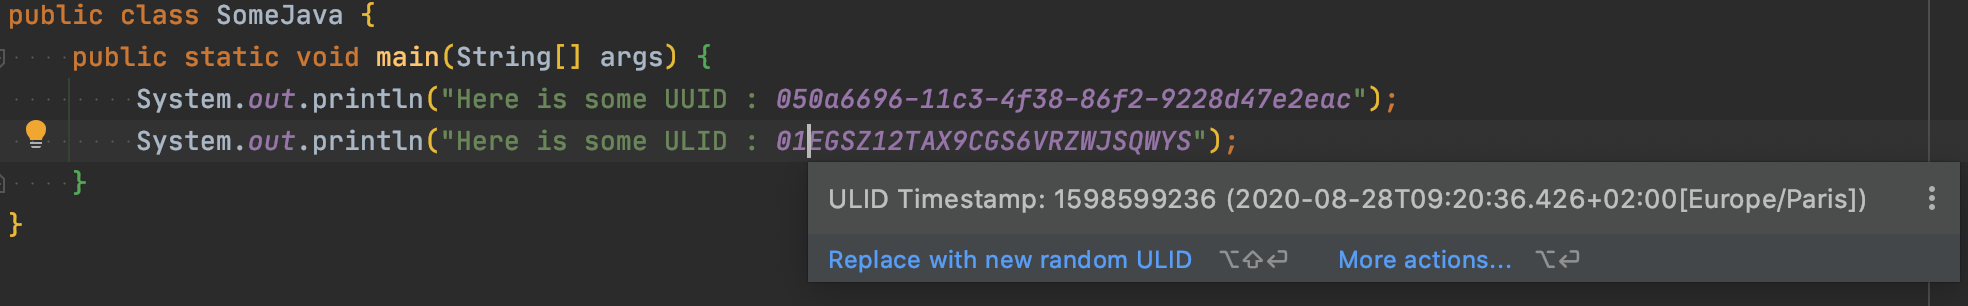 public class SomeJava {
public static void main(String[] args) {
System.out.println("Here is some UUID : 050a6696-11c3-4f38-86f2-9228d47e2eac");
System.out.println("Here is some ULID : 01EGSZ12TAX9CGS6VRZWJSQWYS");
}
}
ULID Timestamp: 1598599236 (2020-08-28T09:20:36.426+02:00[Europe/Paris])
Replace with new random ULID ⌥⇧⏎ More actions... ⌥⏎